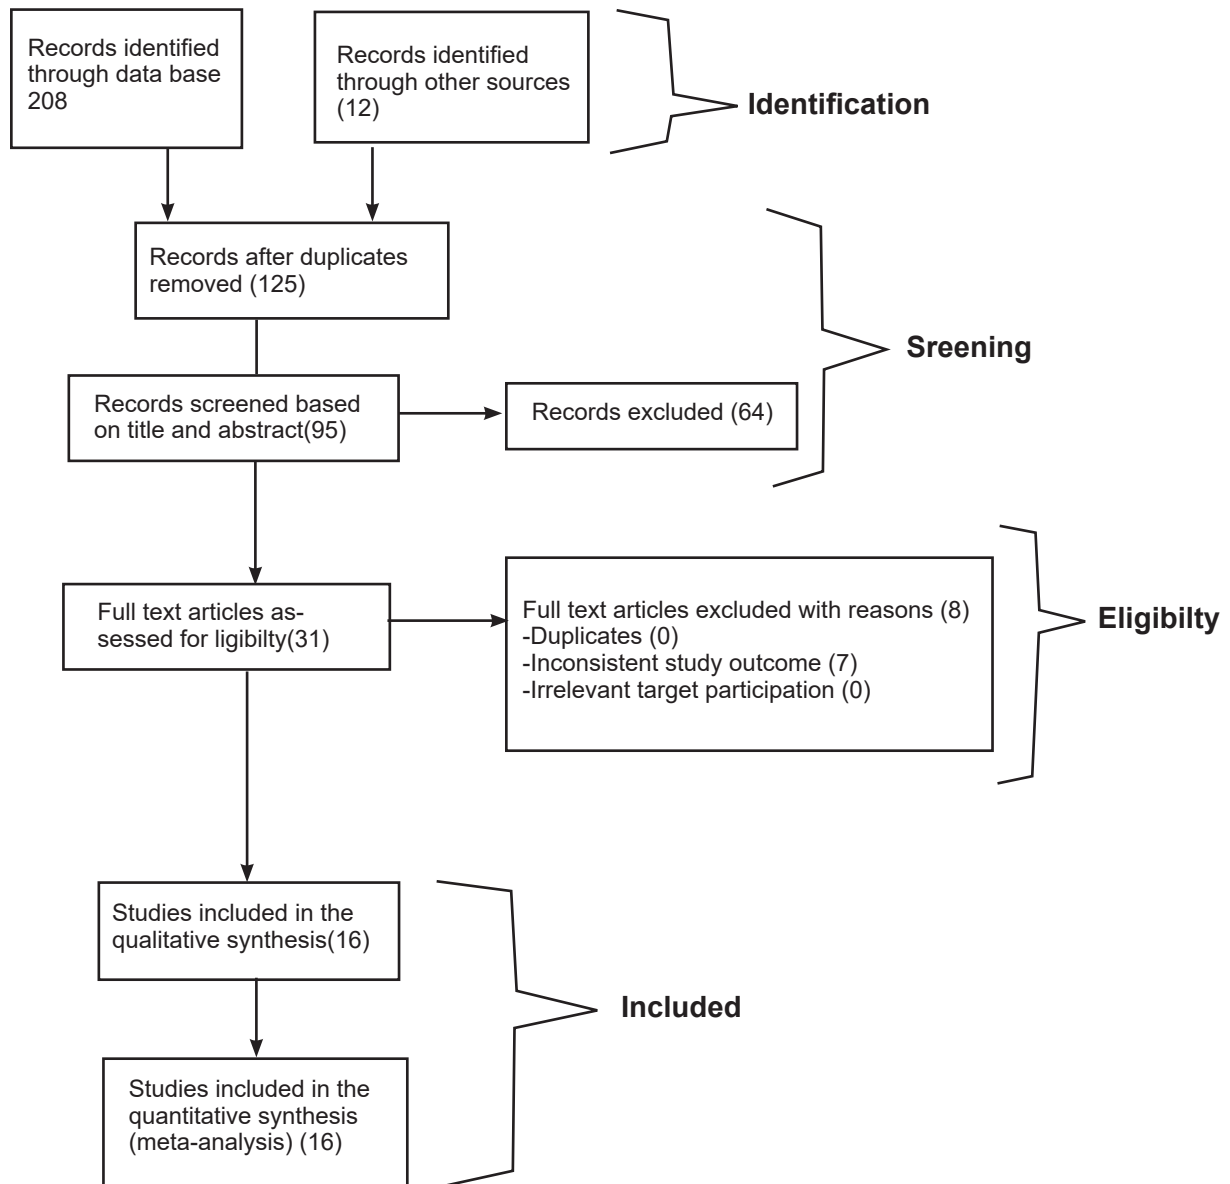 Records identified
through data base
208
Records identified
through other sources
(12)
Identification
Records after duplicates
removed (125)
Sreening
Records screened based
on title and abstract(95)
Records excluded (64)
Full text articles as-
sessed for ligibilty(31)
Full text articles excluded with reasons (8)
-Duplicates (0)
-Inconsistent study outcome (7)
-Irrelevant target participation (0)
Eligibilty
Studies included in the
qualitative synthesis(16)
Included
Studies included in the
quantitative synthesis
(meta-analysis) (16)